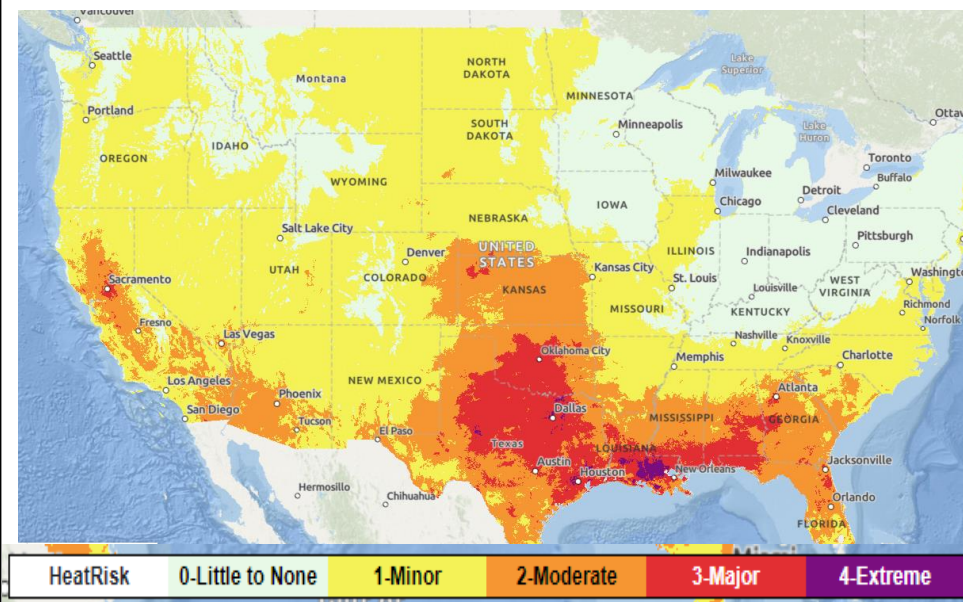 Vancouver
Seattle
Montana
NORTH
DAKOTA
Lake
Superior
MINNESOTA
Portland
SOUTH
DAKOTA
Minneapolis
Lake
Huron
Ottaw
OREGON
IDAHO
Toronto
WYOMING
Milwaukee
Buffalo
Detroit
IOWA
Chicago
Cleveland
NEBRASKA
Salt Lake City
UNITED
STATES
Pittsburgh
Denver
ILLINOIS
Indianapolis
UTAH
COLORADO
Kansas City
Washingto
Sacramento
KANSAS
St. Louis
WEST
VIRGINIA
Louisville
MISSOURI
KENTUCKY
Richmond
Fresno
Norfolk
Las Vegas
Nashville
Knoxville
Oklahoma City
Memphis
Charlotte
Los Angeles
NEW MEXICO
Phoenix
Atlanta
San Diego
Dallas
MISSISSIPPI
GEORGIA
Tucson
El Paso
Texas
LOUISIANA
Austin
Houston
New Orleans
Jacksonville
Hermosillo
Chihuahua
Orlando
FLORIDA
HeatRisk
0-Little to None
1-Minor
2-Moderate
3-Major
4-Extreme